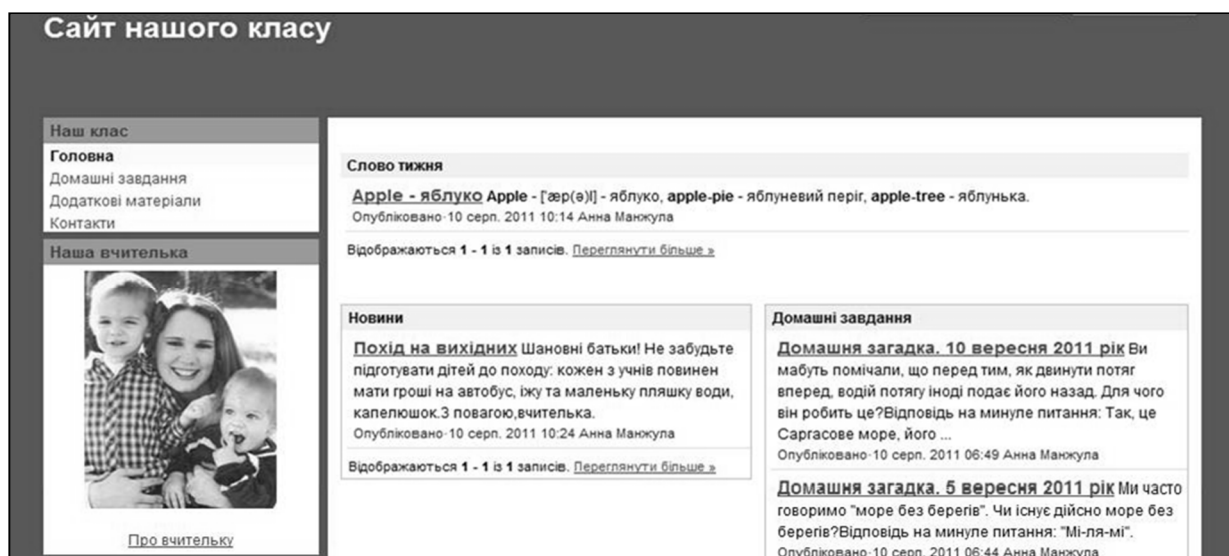 Сайт нашого класу
Наш клас
Головна
Домашні завдання
Додаткові матеріали
Контакти
Наша вчителька
Про вчительку
Слово тижня
Apple - яблуко Apple - ['æp(ə)l] - яблуко, apple-pie - яблуневий періг, apple-tree - яблунька.
Опубліковано·10 серп. 2011 10:14 Анна Манжула
Відображаються 1 - 1 із 1 записів. Переглянути більше »
Новини
Похід на вихідних Шановні батьки! Не забудьте
підготувати дітей до походу: кожен з учнів повинен
мати гроші на автобус, їжу та маленьку пляшку води,
капелюшок.З повагою,вчителька.
Опубліковано·10 серп. 2011 10:24 Анна Манжула
Відображаються 1 - 1 із 1 записів. Переглянути більше »
Домашні завдання
Домашня загадка. 10 вересня 2011 рік Ви
мабуть помічали, що перед тим, як двинути потяг
вперед, водій потягу іноді подає його назад. Для чого
він робить це?Відповідь на минуле питання: Так, це
Саргасове море, його ...
Опубліковано·10 серп. 2011 06:49 Анна Манжула
Домашня загадка. 5 вересня 2011 рік Ми часто
говоримо "море без берегів". Чи існує дійсно море без
берегів?Відповідь на минуле питання: "Мі-ля-мі".
Опубліковано·10 серп. 2011 06:44 Анна Манжула